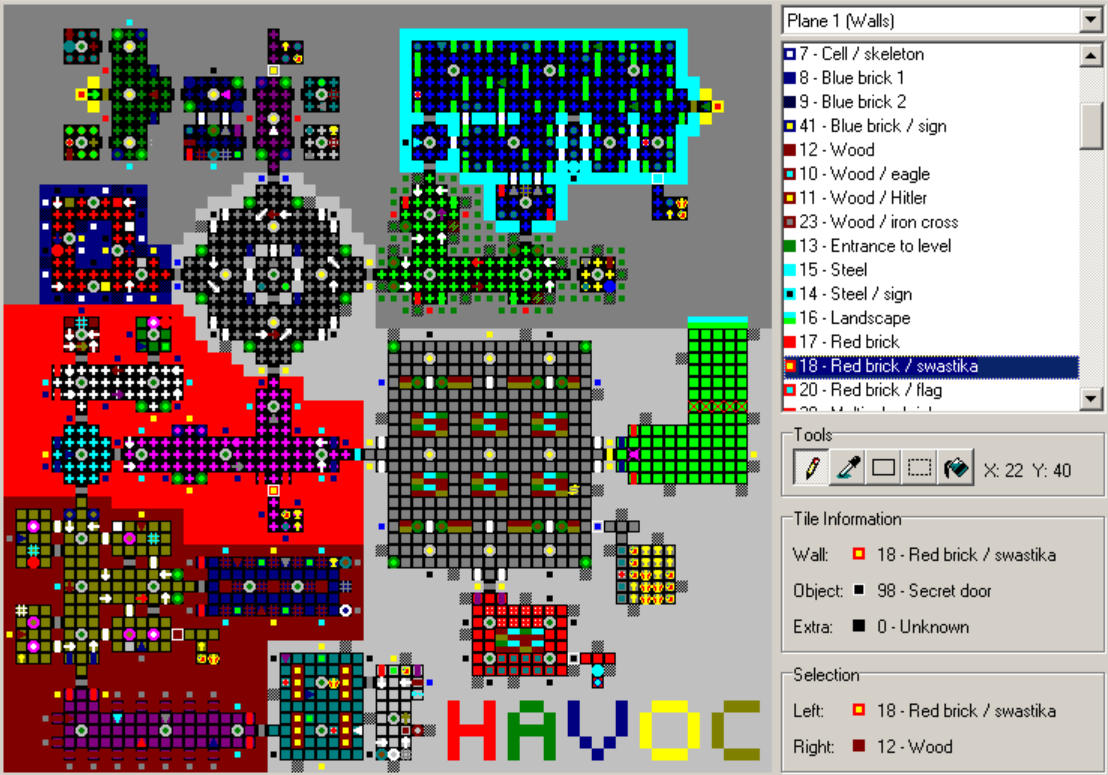 Plane 1 (Walls)
7 - Cell / skeleton
8 - Blue brick 1
9 - Blue brick 2
41 - Blue brick / sign
12 - Wood
10 - Wood / eagle
11 - Wood / Hitler
23 - Wood / iron cross
13 - Entrance to level
15 - Steel
14 - Steel / sign
16 - Landscape
17 - Red brick
18 - Red brick / swastika
20 - Red brick / flag
Tools
X: 22 Y: 40
Tile Information
Wall: 18 - Red brick / swastika
Object: 98 - Secret door
Extra: 0 - Unknown
Selection
Left: 18 - Red brick / swastika
Right: 12 - Wood
HAVOC